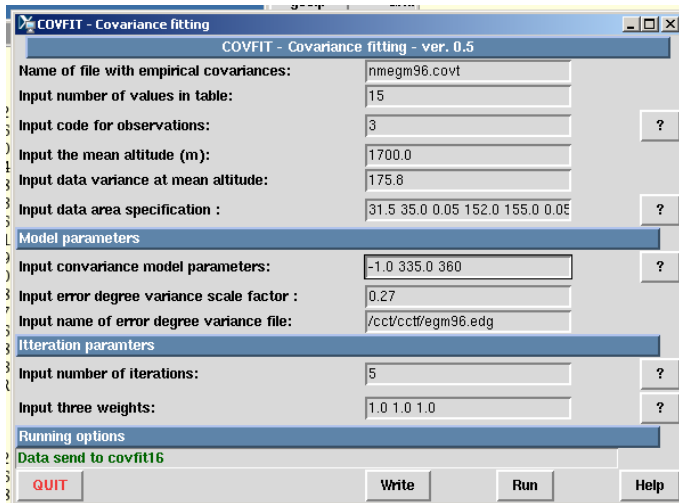 COVFIT - Covariance fitting
COVFIT - Covariance fitting - ver. 0.5
Name of file with empirical covariances: nmegm96.covt
Input number of values in table: 15
Input code for observations: 3 ?
Input the mean altitude (m): 1700.0
Input data variance at mean altitude: 175.8
Input data area specification : 31.5 35.0 0.05 152.0 155.0 0.05 ?
Model parameters
Input convariance model parameters: -1.0 335.0 360 ?
Input error degree variance scale factor : 0.27
Input name of error degree variance file: /cct/cctf/egm96.edg
Itteration paramters
Input number of iterations: 5 ?
Input three weights: 1.0 1.0 1.0 ?
Running options
Data send to covfit16
QUIT Write Run Help